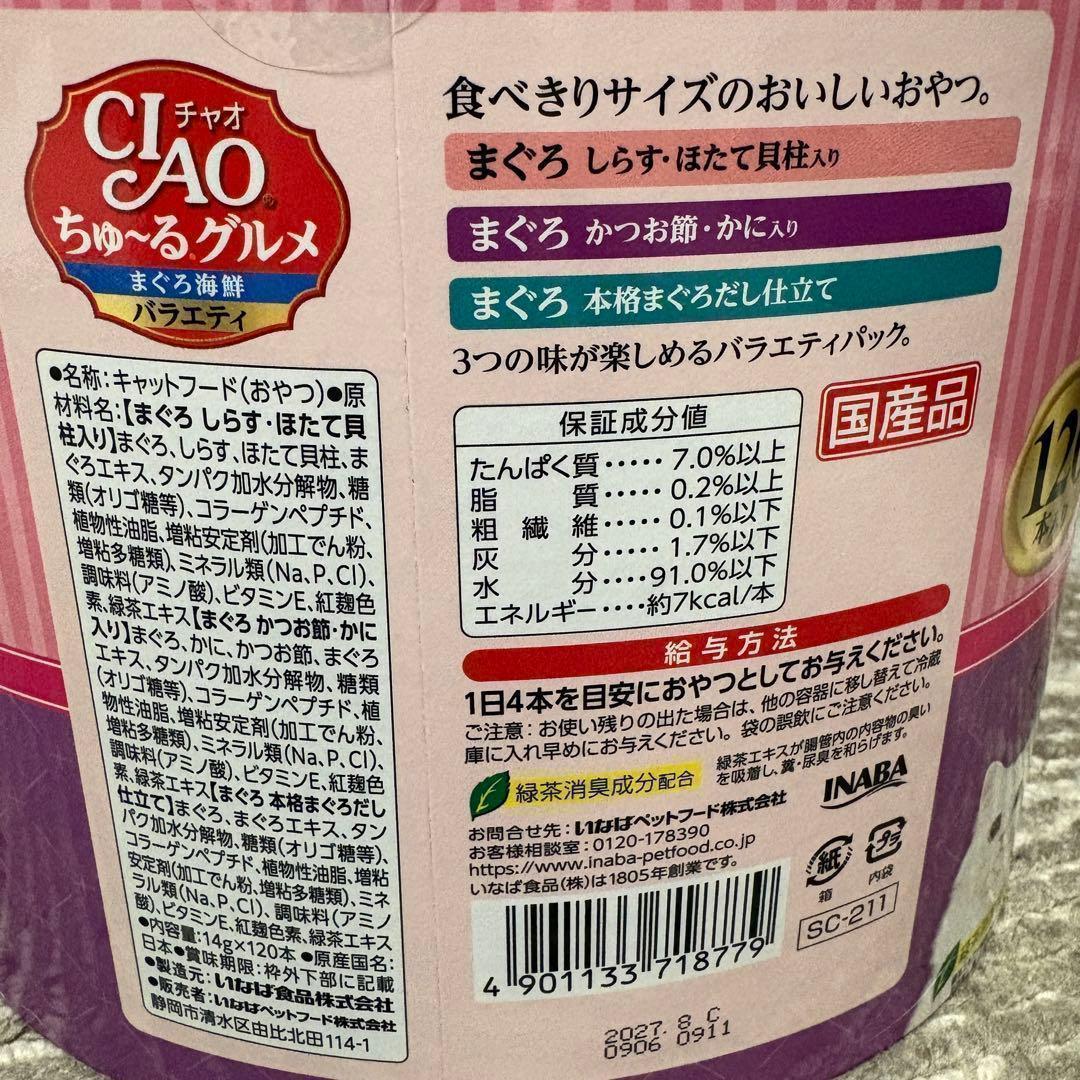 CIAO チャオ
ちゅ～るグルメ
まぐろ海鮮
バラエティ
食べきりサイズのおいしいおやつ。
まぐろ しらす・ほたて貝柱入り
まぐろ かつお節・かに入り
まぐろ 本格まぐろだし仕立て
3つの味が楽しめるバラエティパック。
国産品
●名称:キャットフード(おやつ)●原
材料名:【まぐろ しらす・ほたて貝
柱入り】まぐろ、しらす、ほたて貝柱、ま
ぐろエキス、タンパク加水分解物、糖
類(オリゴ糖等)、コラーゲンペプチド、
植物性油脂、増粘安定剤(加工でん粉、
増粘多糖類)、ミネラル類(Na、P、Cl)、
調味料(アミノ酸)、ビタミンE、紅麹色
素、緑茶エキス【まぐろ かつお節・かに
入り】まぐろ、かに、かつお節、まぐろ
エキス、タンパク加水分解物、糖類
(オリゴ糖等)、コラーゲンペプチド、植
物性油脂、増粘安定剤(加工でん粉、
増粘多糖類)、ミネラル類(Na、P、Cl)、
調味料(アミノ酸)、ビタミンE、紅麹色
素、緑茶エキス【まぐろ 本格まぐろだし
仕立て】まぐろ、まぐろエキス、タン
パク加水分解物、糖類(オリゴ糖等)、
コラーゲンペプチド、植物性油脂、増粘
安定剤(加工でん粉、増粘多糖類)、ミネ
ラル類(Na、P、Cl)、調味料(アミノ
酸)、ビタミンE、紅麹色素、緑茶エキス
●内容量:14g×120本●原産国名:
日本●賞味期限:枠外下部に記載
●製造元:いなば食品株式会社
●販売者:いなばペットフード株式会社
静岡市清水区由比北田114-1
保証成分値
たんぱく質・・・・・7.0%以上
脂質・・・・・0.2%以上
粗繊維・・・・・0.1%以下
灰分・・・・・1.7%以下
水分・・・・91.0%以下
エネルギー・・・・約7kcal/本
給与方法
1日4本を目安におやつとしてお与えください。
ご注意:お使い残りの出た場合は、他の容器に移し替えて冷蔵
庫に入れ早めにお与えください。袋の誤飲にご注意ください。
緑茶消臭成分配合
緑茶エキスが腸管内の内容物の臭い
を吸着し、糞・尿臭を和らげます。
お問合せ先:いなばペットフード株式会社
お客様相談室:0120-178390
https://www.inaba-petfood.co.jp
いなば食品(株)は1805年創業です。
INABA
紙
箱
プラ
内袋
SC-211
4 901133 718779
2027. 8 C
0906 0911